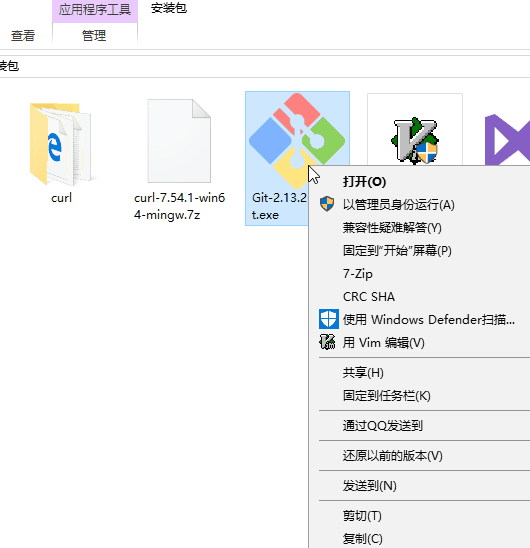 应用程序工具
安装包
查看
管理
装包
curl
curl-7.54.1-win6
4-mingw.7z
Git-2.13.2
t.exe
打开(O)
以管理员身份运行(A)
兼容性疑难解答(Y)
固定到"开始"屏幕(P)
7-Zip
CRC SHA
使用 Windows Defender扫描...
用 Vim 编辑(V)
共享(H)
固定到任务栏(K)
通过QQ发送到
还原以前的版本(V)
发送到(N)
剪切(T)
复制(C)